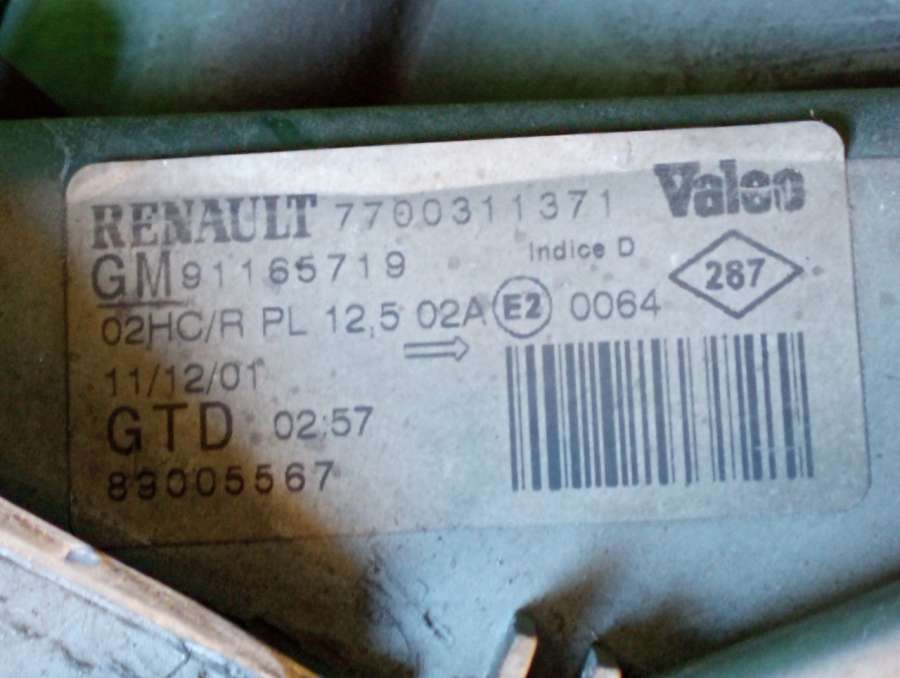 RENAULT 7700311371 Valeo
GM 91165719 Indice D 287
02HC/R PL 12,5 02A E2 0064
11/12/01
GTD 02:57
89005567